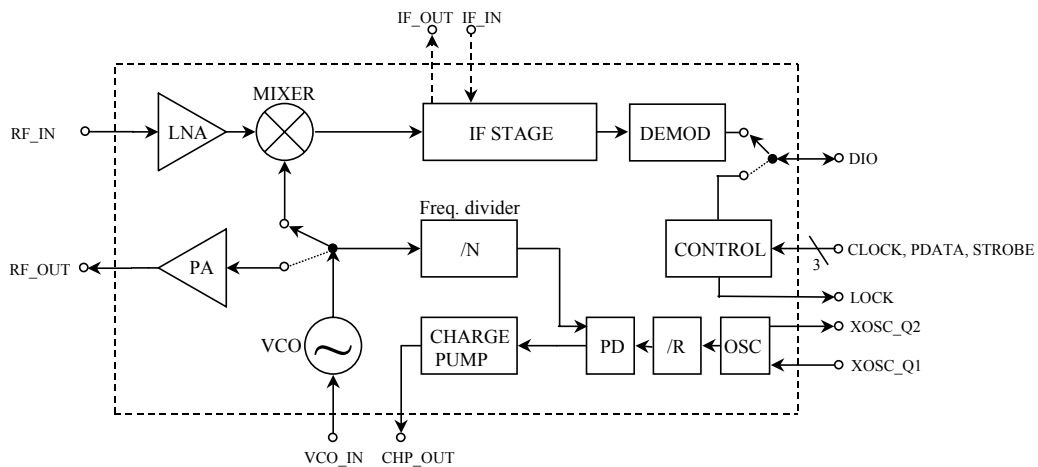 IF_OUT IF_IN
MIXER
RF_IN
LNA
IF STAGE
DEMOD
DIO
Freq. divider
/N
CONTROL
CLOCK, PDATA, STROBE
3
RF_OUT
PA
LOCK
VCO
CHARGE
PUMP
PD
/R
OSC
XOSC_Q2
XOSC_Q1
VCO_IN
CHP_OUT